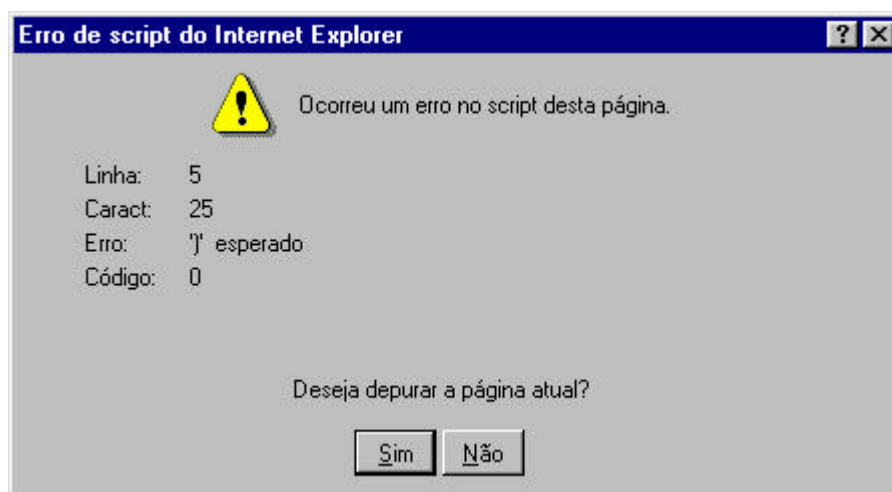 Erro de script do Internet Explorer
Ocorreu um erro no script desta página.
Linha: 5
Caract: 25
Erro: ')' esperado
Código: 0
Deseja depurar a página atual?
Sim Não